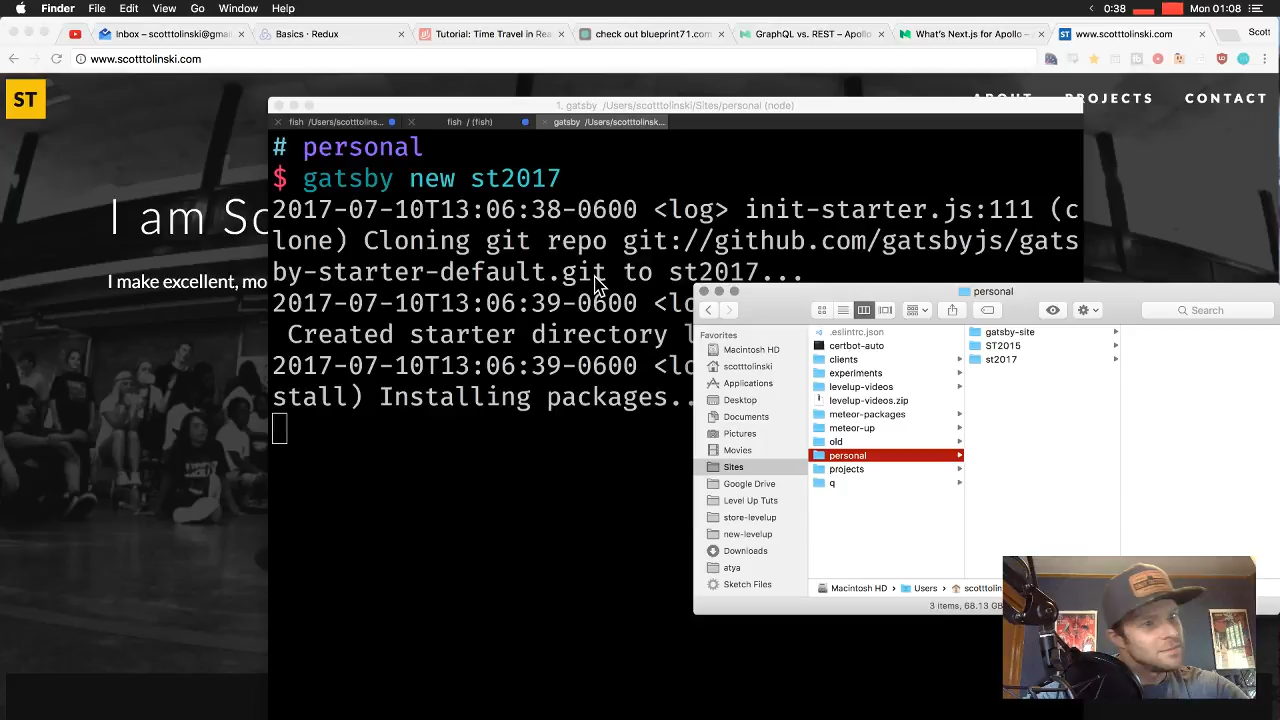 Finder File Edit View Go Window Help 0:38 Mon 01:08
Inbox – scotttolinski@gmai Basics · Redux Tutorial: Time Travel in Rea check out blueprint71.com GraphQL vs. REST – Apollo What's Next.js for Apollo – www.scotttolinski.com Scott
www.scotttolinski.com
ST
ABOUT PROJECTS CONTACT
I am Sc
I make excellent, mo
1. gatsby /Users/scotttolinski/Sites/personal (node)
fish /Users/scotttolins... fish / (fish) gatsby /Users/scotttolinsk...
# personal
$ gatsby new st2017
2017-07-10T13:06:38-0600 <log> init-starter.js:111 (c
lone) Cloning git repo git://github.com/gatsbyjs/gats
by-starter-default.git to st2017...
2017-07-10T13:06:39-0600 <lo
Created starter directory l
2017-07-10T13:06:39-0600 <lo
stall) Installing packages..
personal
Search
Favorites
Macintosh HD
scotttolinski
Applications
Desktop
Documents
Pictures
Movies
Sites
Google Drive
Level Up Tuts
store-levelup
new-levelup
Downloads
atya
Sketch Files
.eslintrc.json
certbot-auto
clients
experiments
levelup-videos
levelup-videos.zip
meteor-packages
meteor-up
old
personal
projects
q
gatsby-site
ST2015
st2017
Macintosh HD Users scotttolin
3 items, 68.13 GB